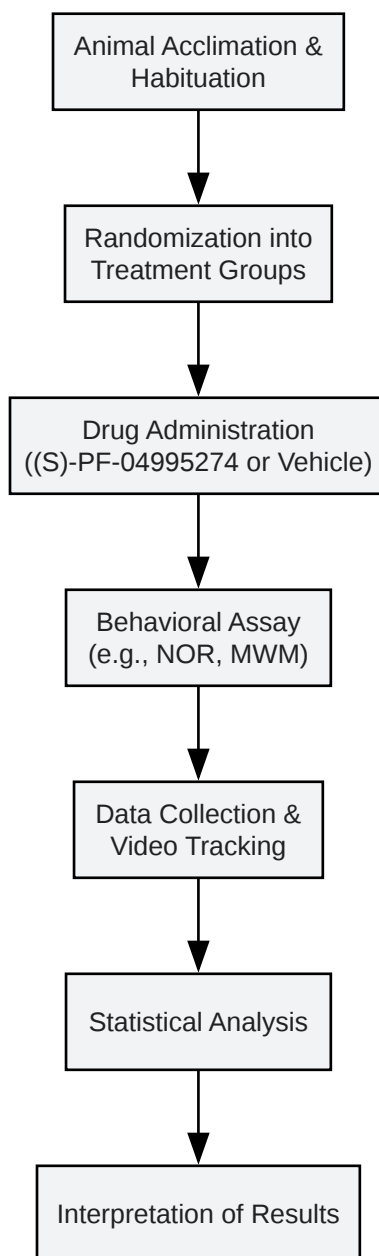 Animal Acclimation &
Habituation
Randomization into
Treatment Groups
Drug Administration
((S)-PF-04995274 or Vehicle)
Behavioral Assay
(e.g., NOR, MWM)
Data Collection &
Video Tracking
Statistical Analysis
Interpretation of Results